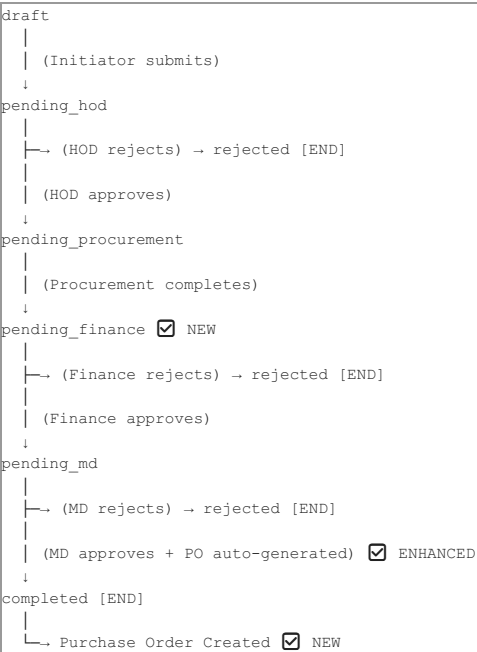 draft
│
│ (Initiator submits)
↓
pending_hod
│
├─→ (HOD rejects) → rejected [END]
│
│ (HOD approves)
↓
pending_procurement
│
│ (Procurement completes)
↓
pending_finance ☑ NEW
│
├─→ (Finance rejects) → rejected [END]
│
│ (Finance approves)
↓
pending_md
│
├─→ (MD rejects) → rejected [END]
│
│ (MD approves + PO auto-generated) ☑ ENHANCED
↓
completed [END]
│
└─→ Purchase Order Created ☑ NEW